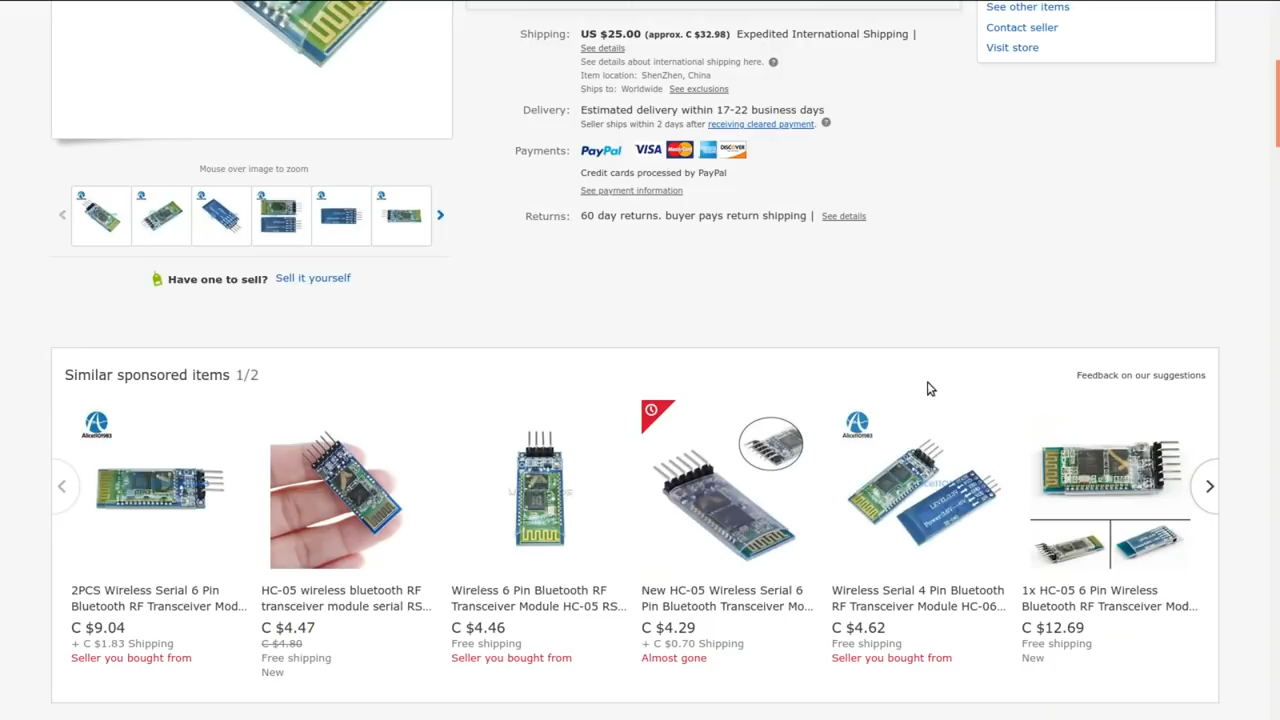 See other items
Contact seller
Visit store
Shipping: US $25.00 (approx. C $32.98) Expedited International Shipping |
See details
See details about international shipping here. ?
Item location: ShenZhen, China
Ships to: Worldwide See exclusions
Delivery: Estimated delivery within 17-22 business days
Seller ships within 2 days after receiving cleared payment. ?
Payments: PayPal VISA MasterCard DISCOVER
Credit cards processed by PayPal
See payment information
Returns: 60 day returns. buyer pays return shipping | See details
Mouse over image to zoom
Have one to sell? Sell it yourself
Similar sponsored items 1/2
Feedback on our suggestions
Alice101983
Alice101983
2PCS Wireless Serial 6 Pin
Bluetooth RF Transceiver Mod...
C $9.04
+ C $1.83 Shipping
Seller you bought from
HC-05 wireless bluetooth RF
transceiver module serial RS...
C $4.47
C $4.80
Free shipping
New
Wireless 6 Pin Bluetooth RF
Transceiver Module HC-05 RS...
C $4.46
Free shipping
Seller you bought from
New HC-05 Wireless Serial 6
Pin Bluetooth Transceiver Mo...
C $4.29
+ C $0.70 Shipping
Almost gone
Wireless Serial 4 Pin Bluetooth
RF Transceiver Module HC-06...
C $4.62
Free shipping
Seller you bought from
1x HC-05 6 Pin Wireless
Bluetooth RF Transceiver Mod...
C $12.69
Free shipping
New